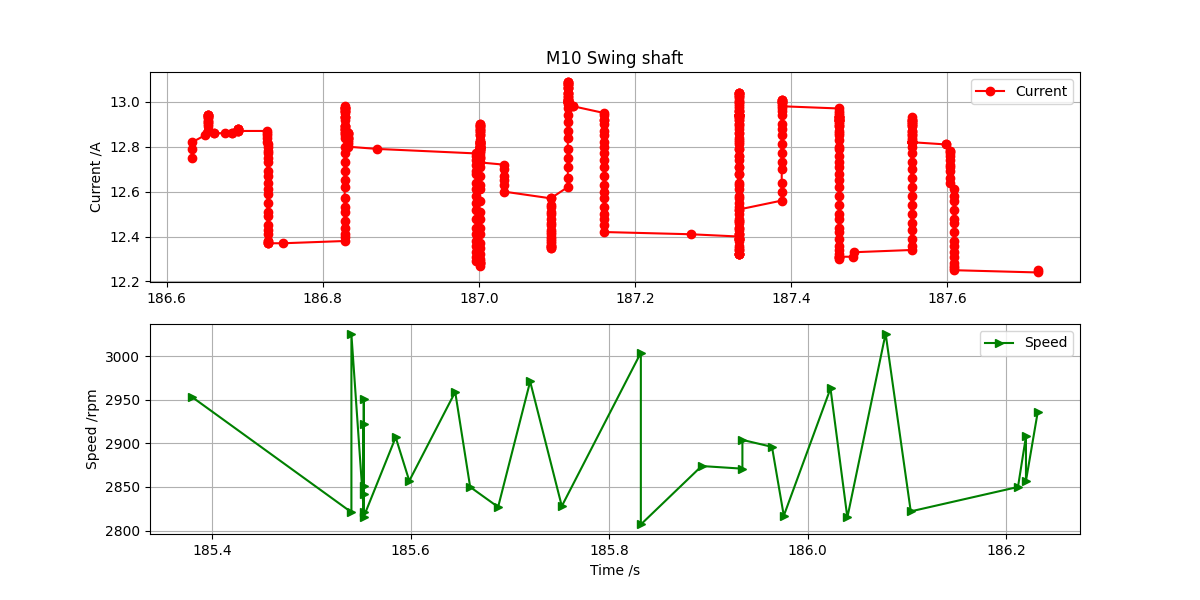 M10 Swing shaft
Current /A
13.0
12.8
12.6
12.4
12.2
Current
186.6 186.8 187.0 187.2 187.4 187.6
Speed /rpm
3000
2950
2900
2850
2800
Speed
185.4 185.6 185.8 186.0 186.2
Time /s